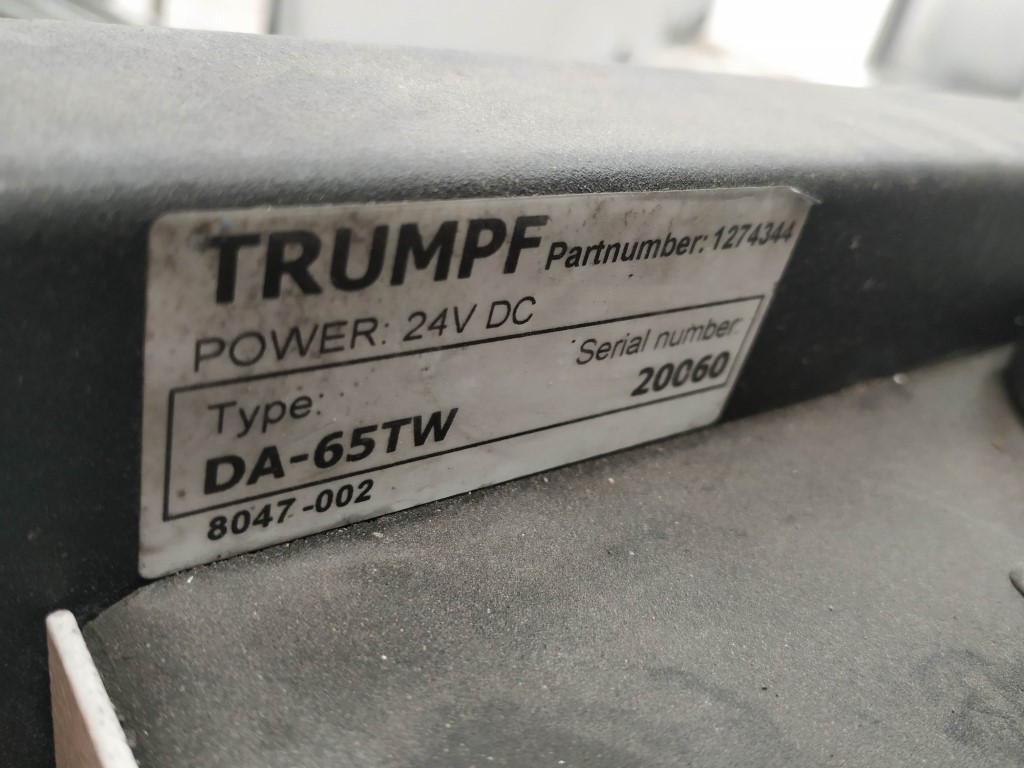 TRUMPF Partnumber: 1274344
POWER: 24V DC
Type: Serial number:
DA-65TW 20060
8047-002